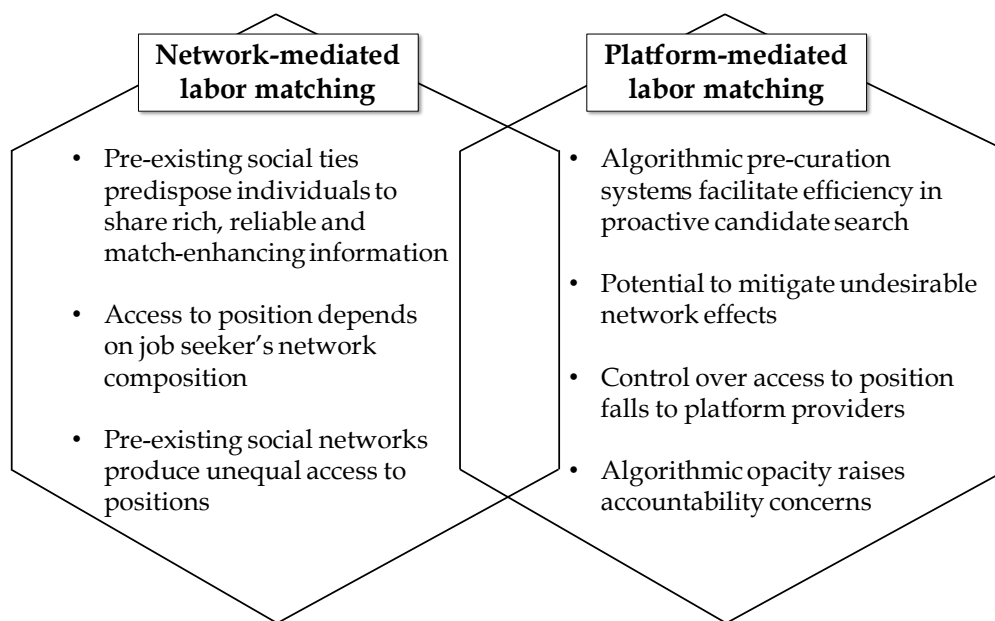 Network-mediated
labor matching
• Pre-existing social ties
predispose individuals to
share rich, reliable and
match-enhancing information
• Access to position depends
on job seeker’s network
composition
• Pre-existing social networks
produce unequal access to
positions
Platform-mediated
labor matching
• Algorithmic pre-curation
systems facilitate efficiency in
proactive candidate search
• Potential to mitigate undesirable
network effects
• Control over access to position
falls to platform providers
• Algorithmic opacity raises
accountability concerns